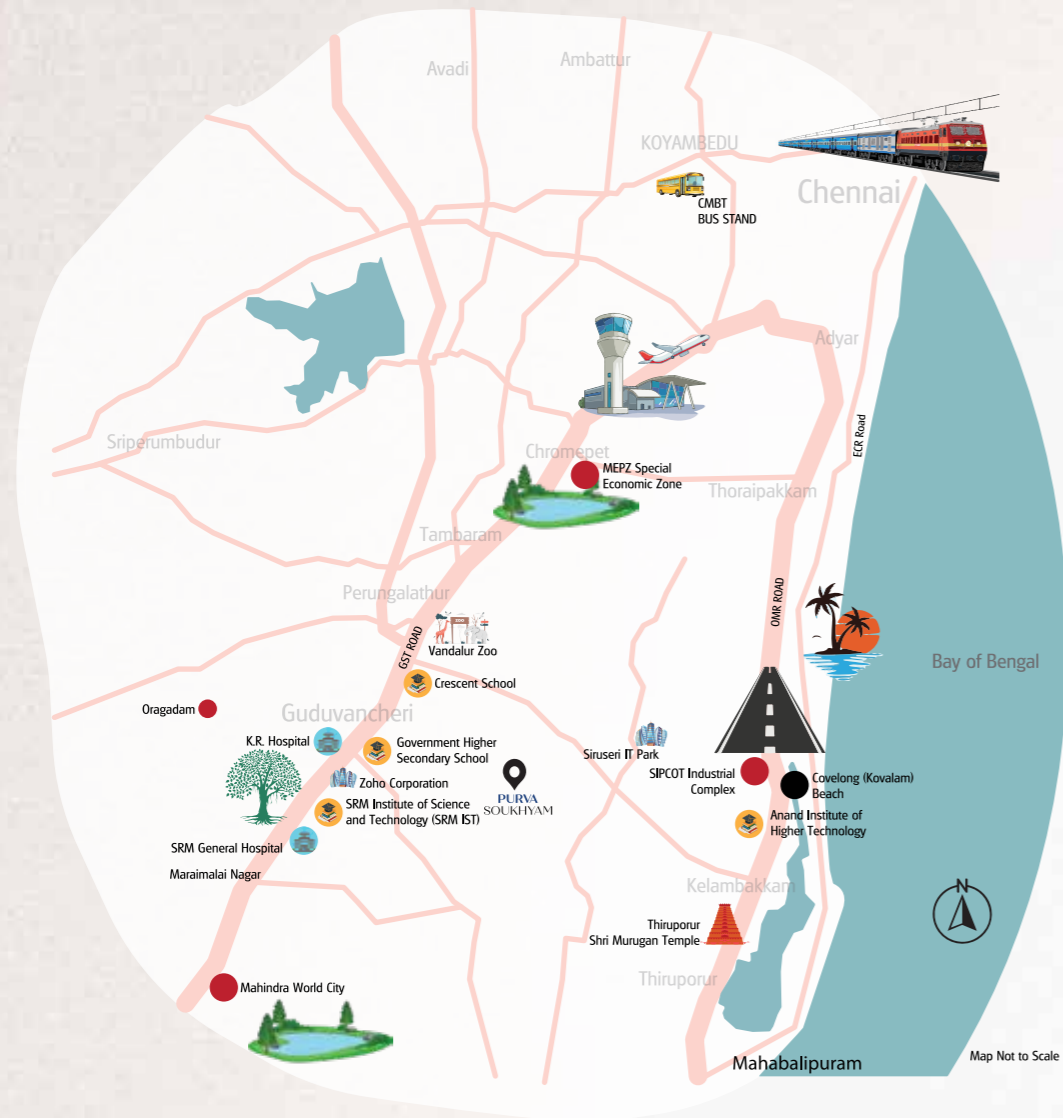 Avadi
Ambattur
KOYAMBEDU
Chennai
CMBT
BUS STAND
Adyar
ECR Road
Sriperumbudur
Chromepet
MEPZ Special
Economic Zone
Thoraipakkam
Tambaram
Perungalathur
OMR ROAD
GST ROAD
ZOO
Vandalur Zoo
Bay of Bengal
Crescent School
Oragadam
Guduvancheri
K.R. Hospital
Government Higher
Secondary School
Siruseri IT Park
Zoho Corporation
SIPCOT Industrial
Complex
Covelong (Kovalam)
Beach
PURVA
SOUKHYAM
SRM Institute of Science
and Technology (SRM IST)
Anand Institute of
Higher Technology
SRM General Hospital
Maraimalai Nagar
Kelambakkam
N
Thiruporur
Shri Murugan Temple
Thiruporur
Mahindra World City
Mahabalipuram
Map Not to Scale